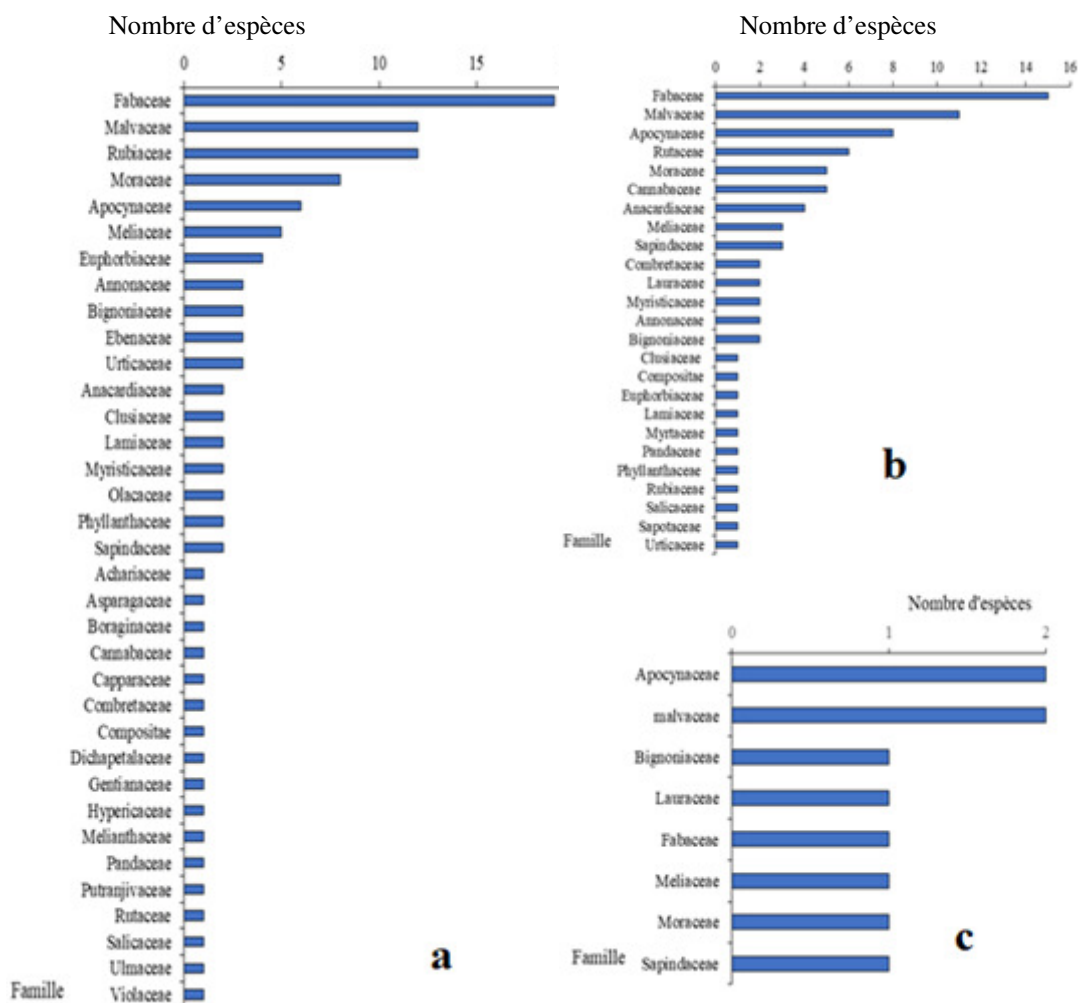 Nombre d’espèces
0 5 10 15
Fabaceae
Malvaceae
Rubiaceae
Moraceae
Apocynaceae
Meliaceae
Euphorbiaceae
Annonaceae
Bignoniaceae
Ebenaceae
Urticaceae
Anacardiaceae
Clusiaceae
Lamiaceae
Myristicaceae
Olacaceae
Phyllanthaceae
Sapindaceae
Achariaceae
Asparagaceae
Boraginaceae
Cannabaceae
Capparaceae
Combretaceae
Compositae
Dichapetalaceae
Gentianaceae
Hypericaceae
Melianthaceae
Pandaceae
Putranjivaceae
Rutaceae
Salicaceae
Ulmaceae
Violaceae
Famille
a
Nombre d’espèces
0 2 4 6 8 10 12 14 16
Fabaceae
Malvaceae
Apocynaceae
Rutaceae
Moraceae
Cannabaceae
Anacardiaceae
Meliaceae
Sapindaceae
Combretaceae
Lauraceae
Myristicaceae
Annonaceae
Bignoniaceae
Clusiaceae
Compositae
Euphorbiaceae
Lamiaceae
Myrtaceae
Pandaceae
Phyllanthaceae
Rubiaceae
Salicaceae
Sapotaceae
Urticaceae
Famille
b
Nombre d'espèces
0 1 2
Apocynaceae
malvaceae
Bignoniaceae
Lauraceae
Fabaceae
Meliaceae
Moraceae
Sapindaceae
Famille
c